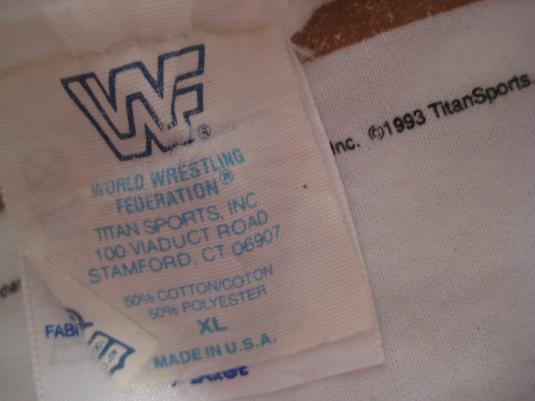 WF
®
WORLD WRESTLING
FEDERATION®
TITAN SPORTS, INC
100 VIADUCT ROAD
STAMFORD, CT 06907
50% COTTON/COTON
50% POLYESTER
XL
MADE IN U.S.A.
Inc. ©1993 TitanSports
FABI